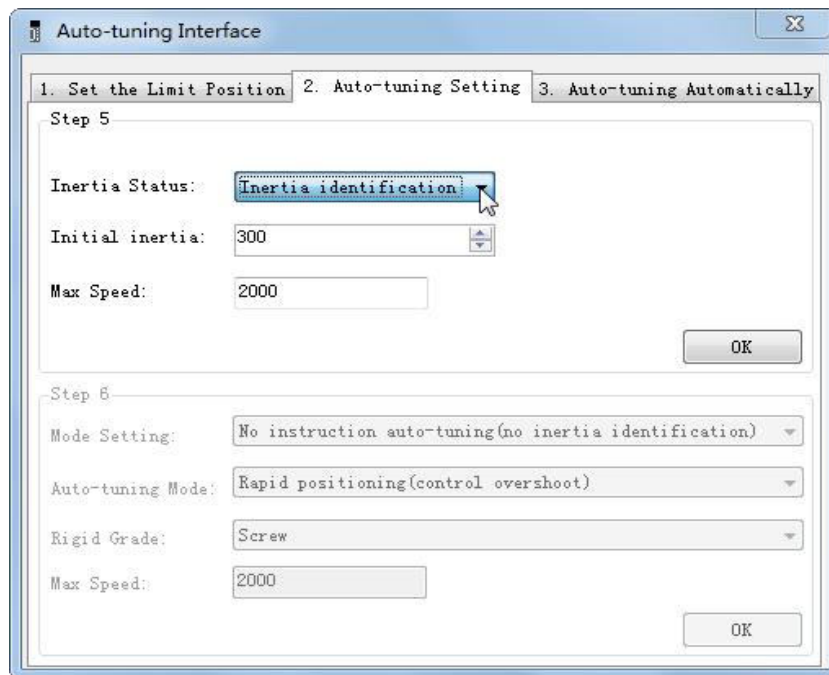 Auto-tuning Interface
1. Set the Limit Position 2. Auto-tuning Setting 3. Auto-tuning Automatically
Step 5
Inertia Status: Inertia identification
Initial inertia: 300
Max Speed: 2000
OK
Step 6
Mode Setting: No instruction auto-tuning(no inertia identification)
Auto-tuning Mode: Rapid positioning(control overshoot)
Rigid Grade: Screw
Max Speed: 2000
OK